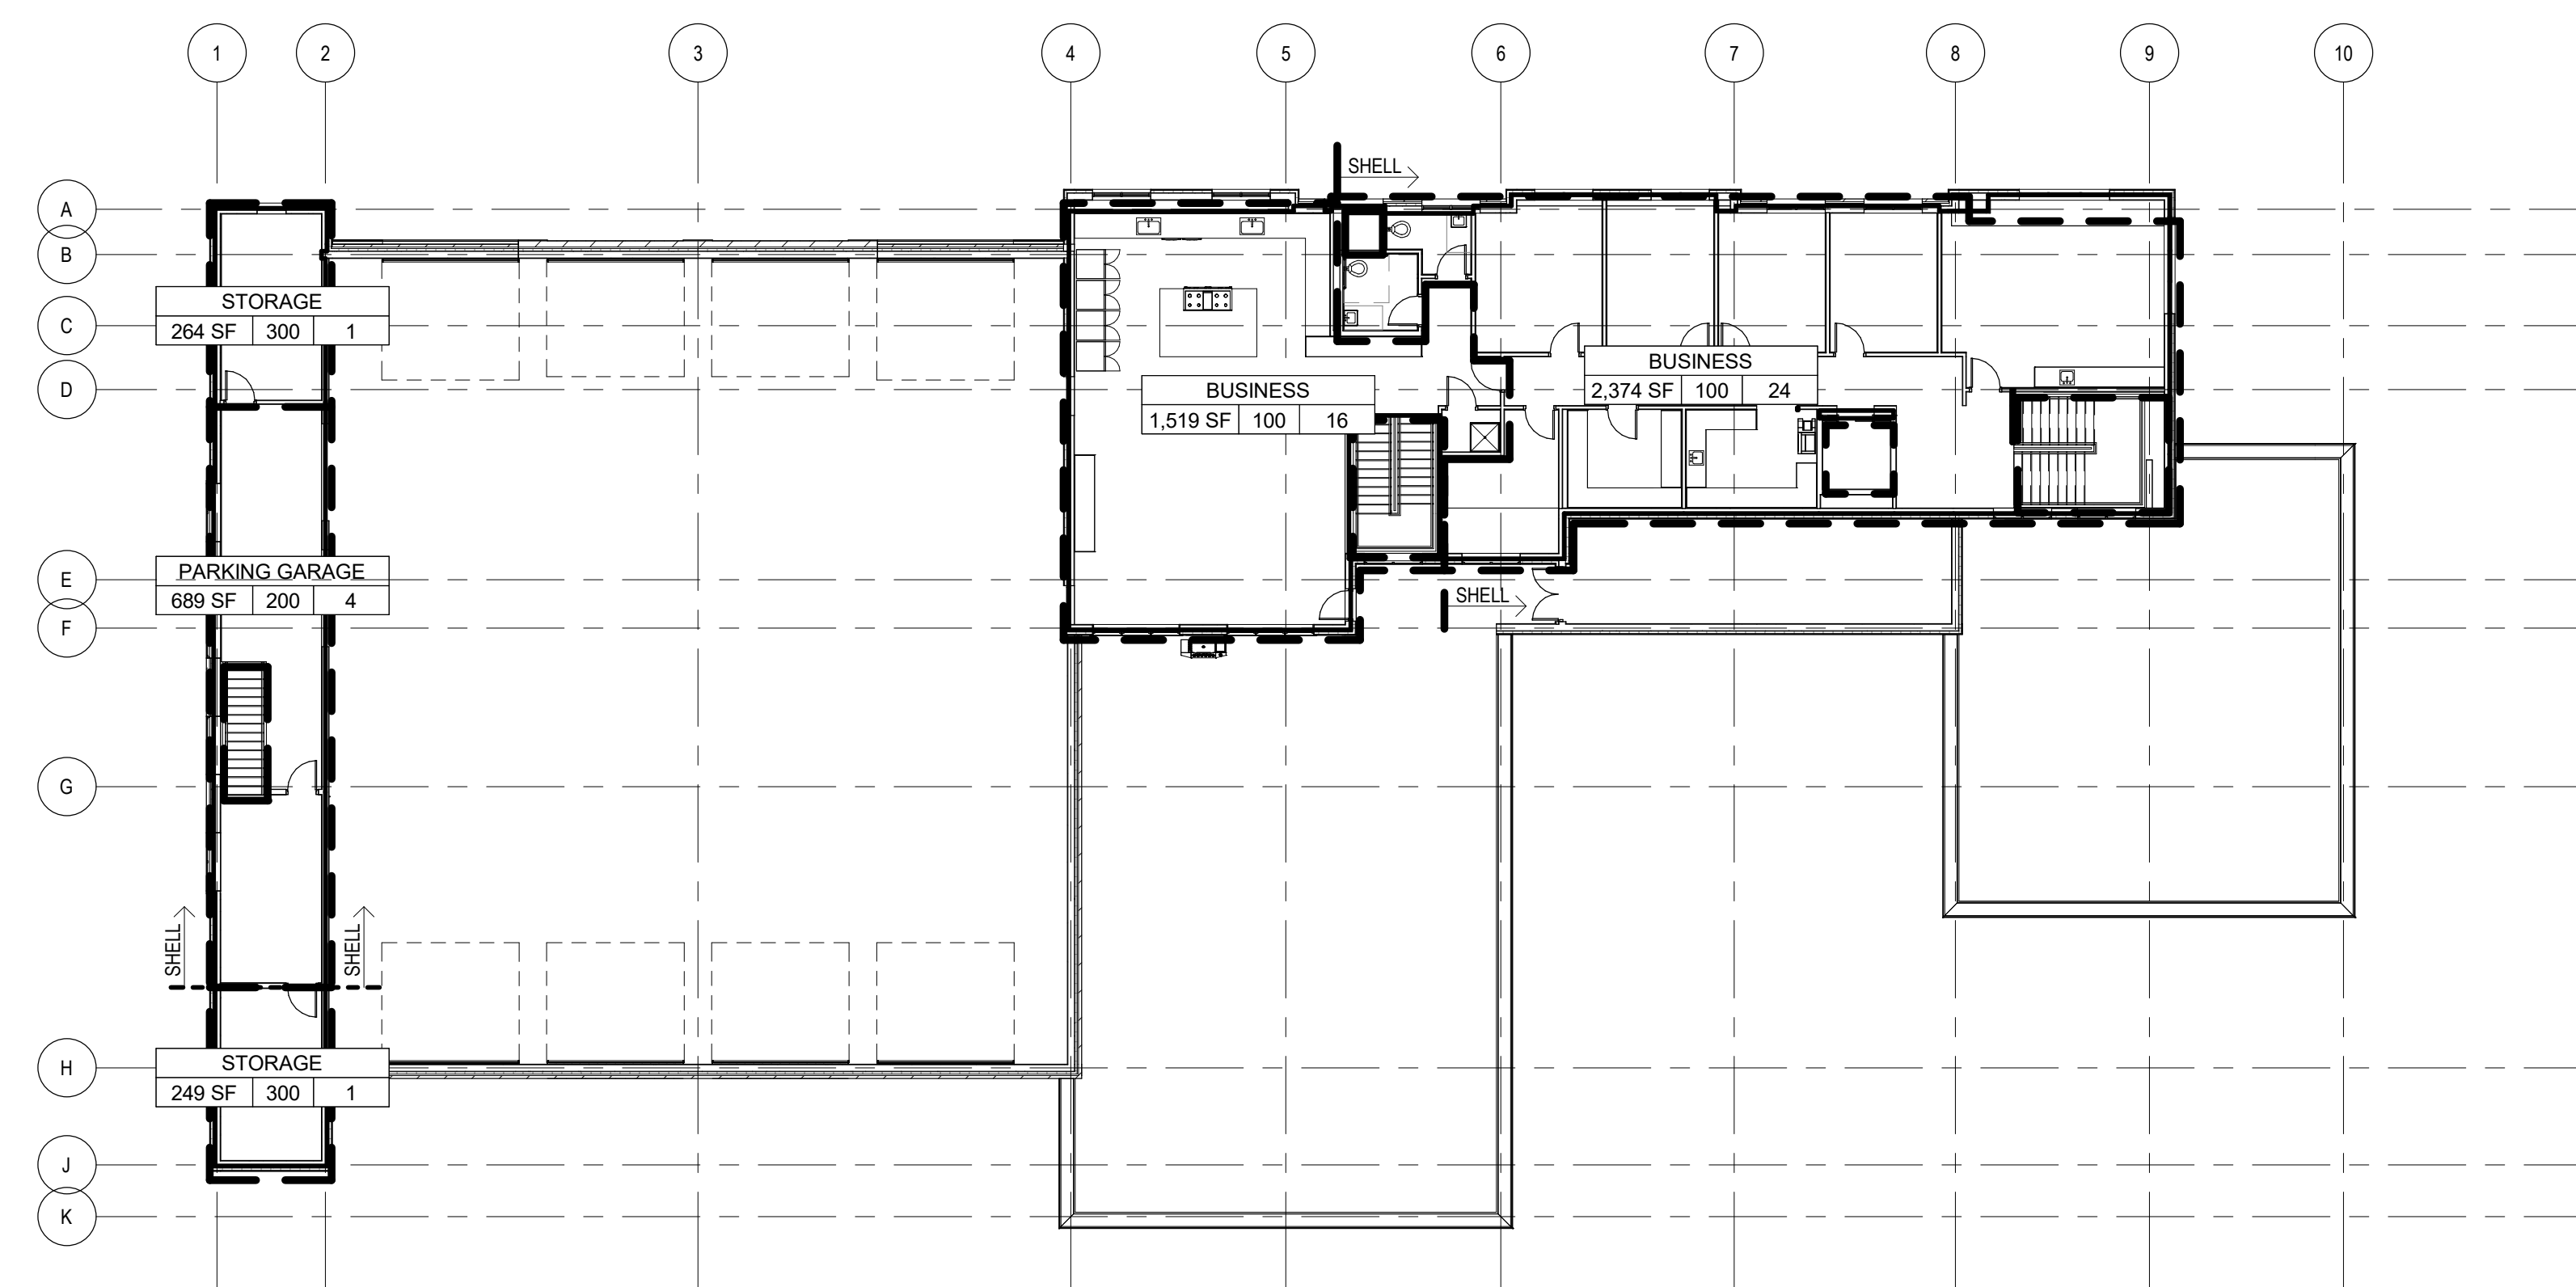 1 2 3 4 5 6 7 8 9 10
SHELL
A
B
STORAGE
264 SF 300 1
C
BUSINESS
2,374 SF 100 24
D
BUSINESS
1,519 SF 100 16
PARKING GARAGE
689 SF 200 4
E
SHELL
F
G
SHELL
SHELL
STORAGE
249 SF 300 1
H
J
K